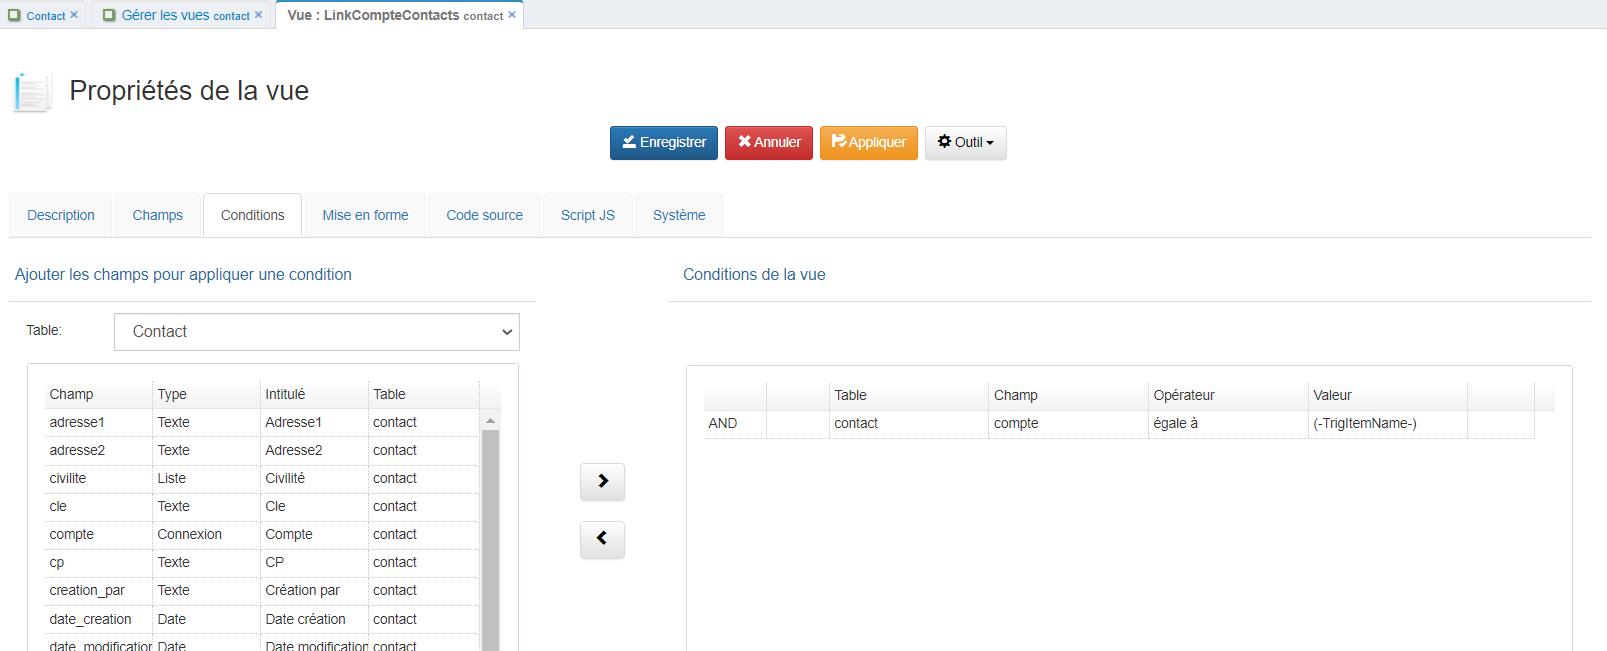 Contact × Gérer les vues contact × Vue : LinkCompteContacts contact ×
Propriétés de la vue
Enregistrer Annuler Appliquer Outil
Description Champs Conditions Mise en forme Code source Script JS Système
Ajouter les champs pour appliquer une condition
Table: Contact
Champ Type Intitulé Table
adresse1 Texte Adresse1 contact
adresse2 Texte Adresse2 contact
civilite Liste Civilité contact
cle Texte Cle contact
compte Connexion Compte contact
cp Texte CP contact
creation_par Texte Création par contact
date_creation Date Date création contact
date_modification Date Date modification contact
Conditions de la vue
Table Champ Opérateur Valeur
AND contact compte égale à (-TrigItemName-)